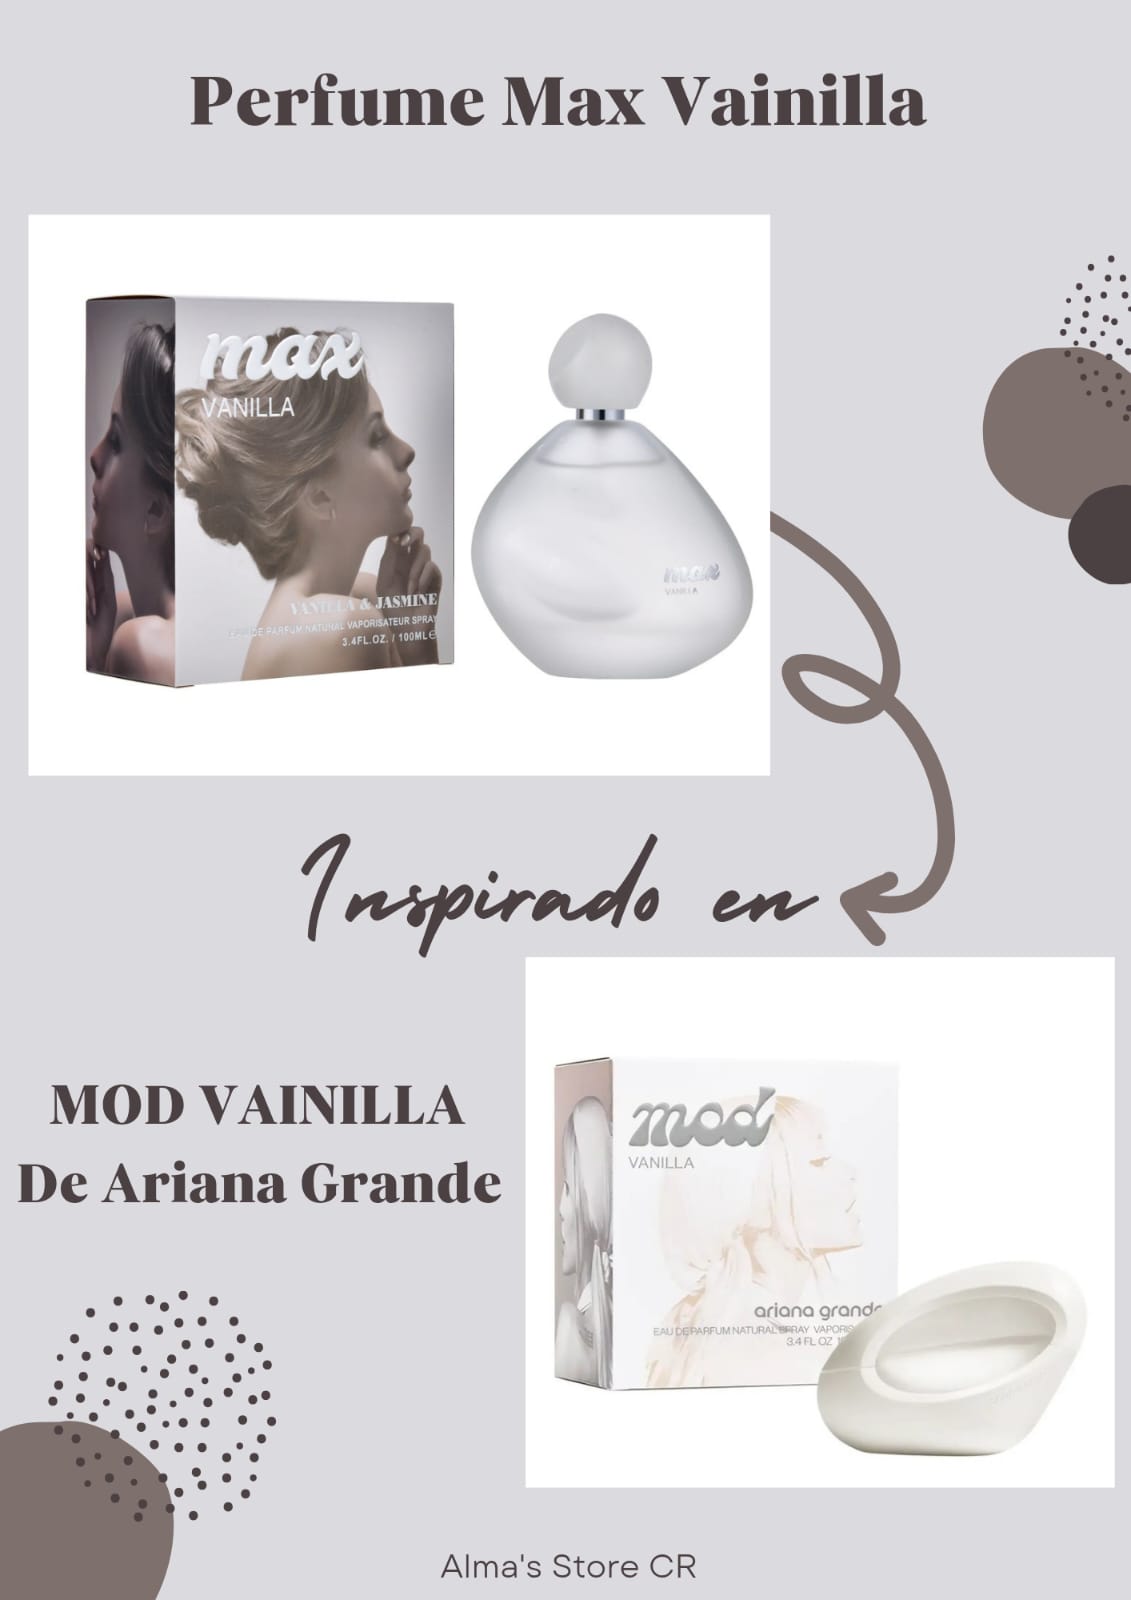 Perfume Max Vainilla
max
VANILLA
VANILLA & JASMINE
EAU DE PARFUM NATURAL VAPORISATEUR SPRAY
3.4FL.OZ. / 100ML℮
max
VANILLA
Inspirado en
MOD VAINILLA
De Ariana Grande
mod
VANILLA
ariana grande
EAU DE PARFUM NATURAL SPRAY VAPORIS
3.4 FL OZ
Alma's Store CR